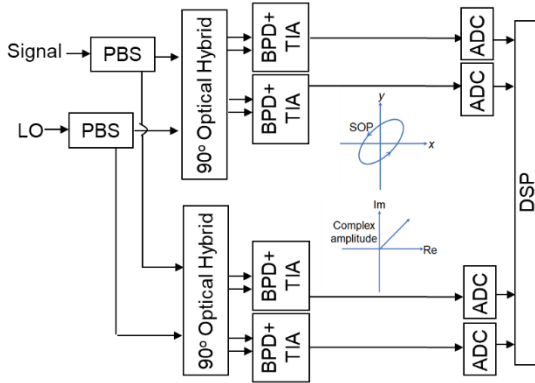 Signal
PBS
LO
PBS
90° Optical Hybrid
BPD+
TIA
BPD+
TIA
ADC
ADC
DSP
y
SOP
x
Im
Complex
amplitude
Re
90° Optical Hybrid
BPD+
TIA
BPD+
TIA
ADC
ADC